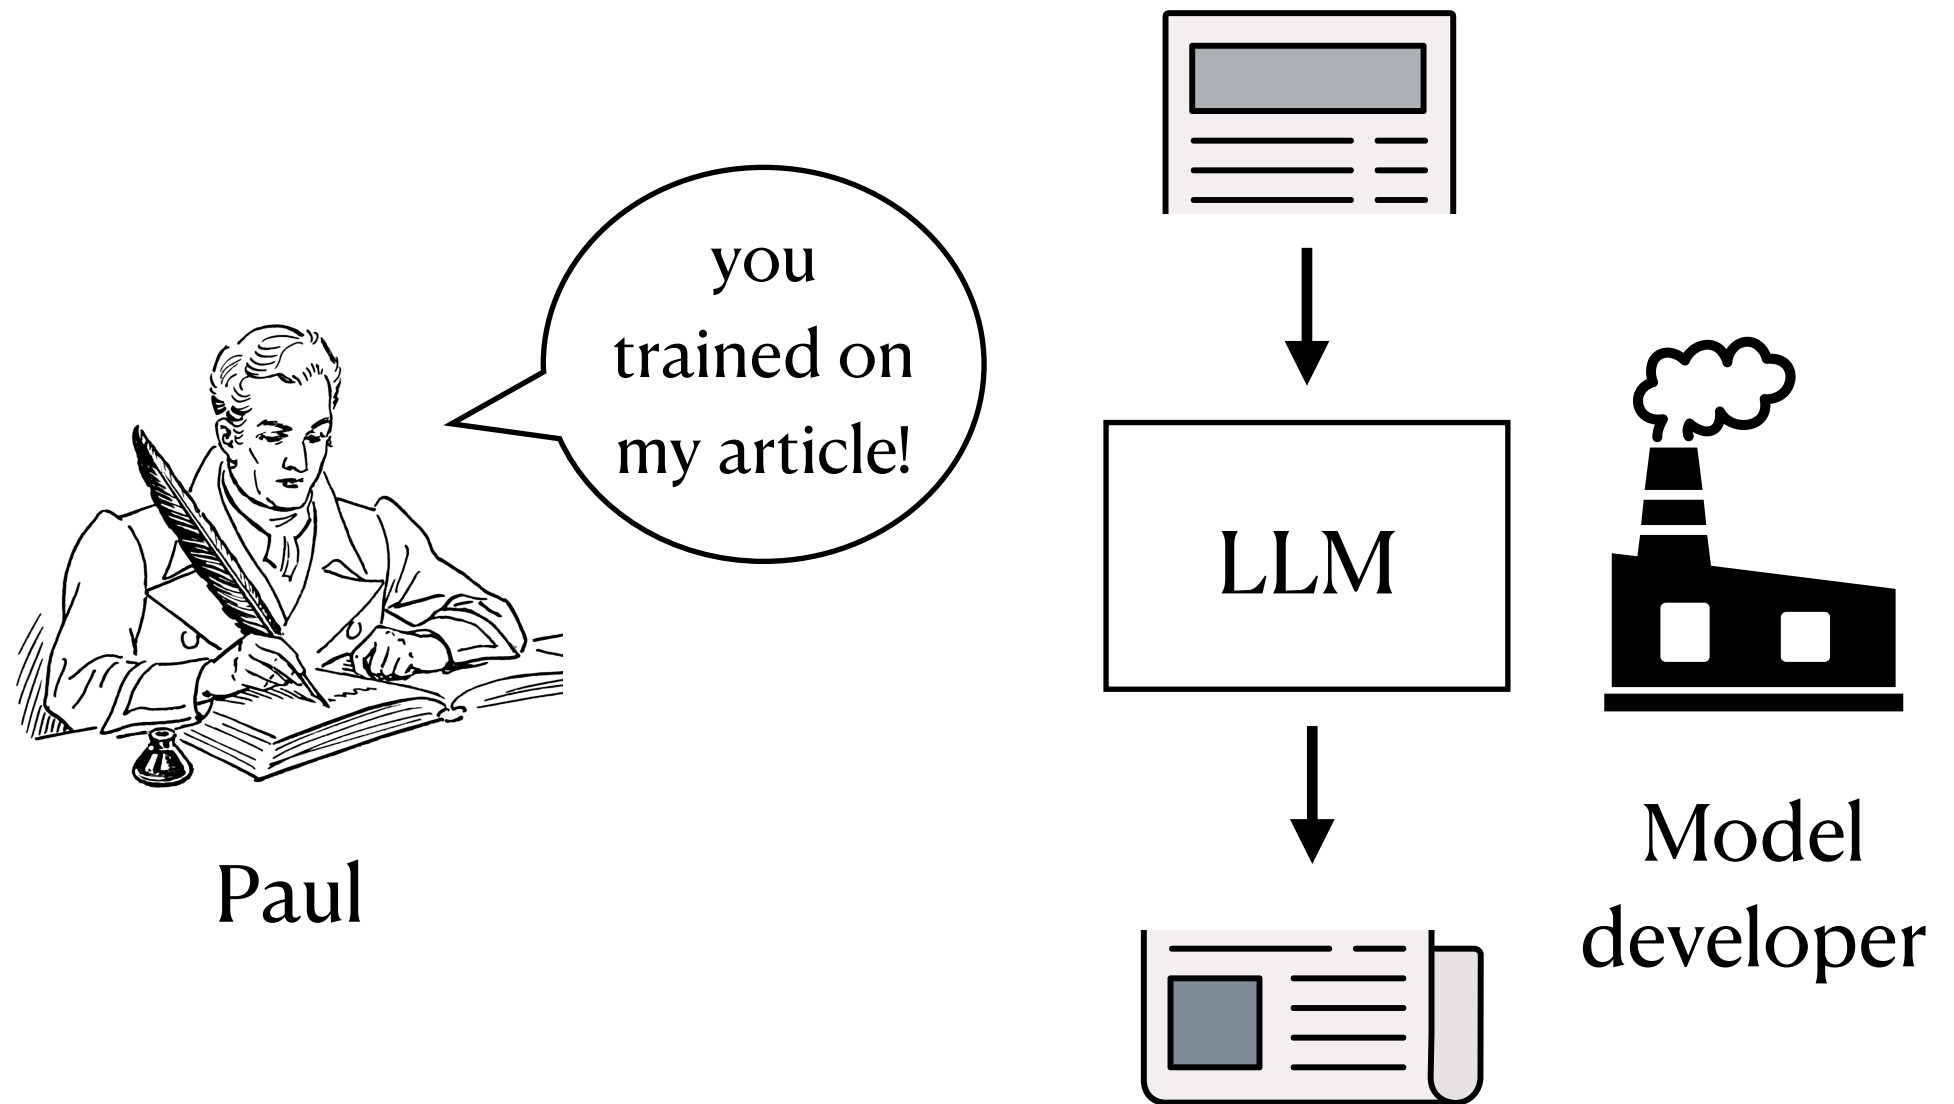 you
trained on
my article!
LLM
Paul
Model
developer